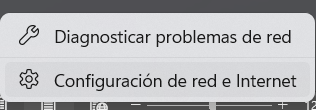 Diagnosticar problemas de red
Configuración de red e Internet